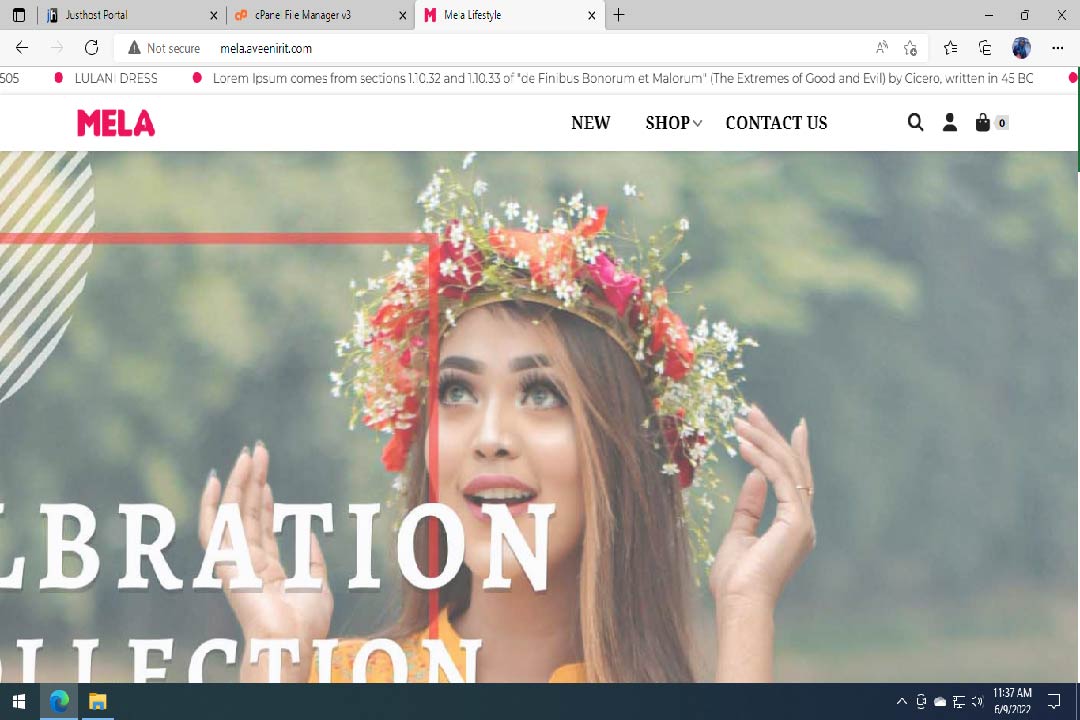 Justhost Portal
cPanel File Manager v3
Mela Lifestyle
Not secure
mela.aveenirit.com
505
LULANI DRESS
Lorem Ipsum comes from sections 1.10.32 and 1.10.33 of "de Finibus Bonorum et Malorum" (The Extremes of Good and Evil) by Cicero, written in 45 BC
MELA
NEW
SHOP
CONTACT US
0
LBRATION
OLLECTION
11:37 AM
6/9/2022